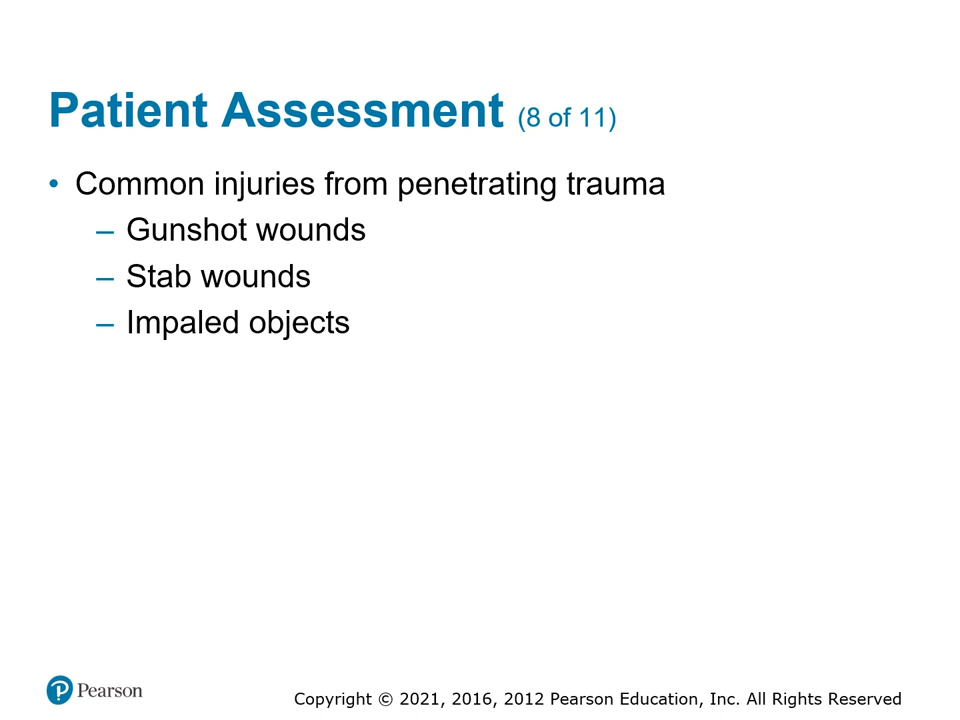 Patient Assessment (8 of 11)
• Common injuries from penetrating trauma
– Gunshot wounds
– Stab wounds
– Impaled objects
Pearson
Copyright © 2021, 2016, 2012 Pearson Education, Inc. All Rights Reserved